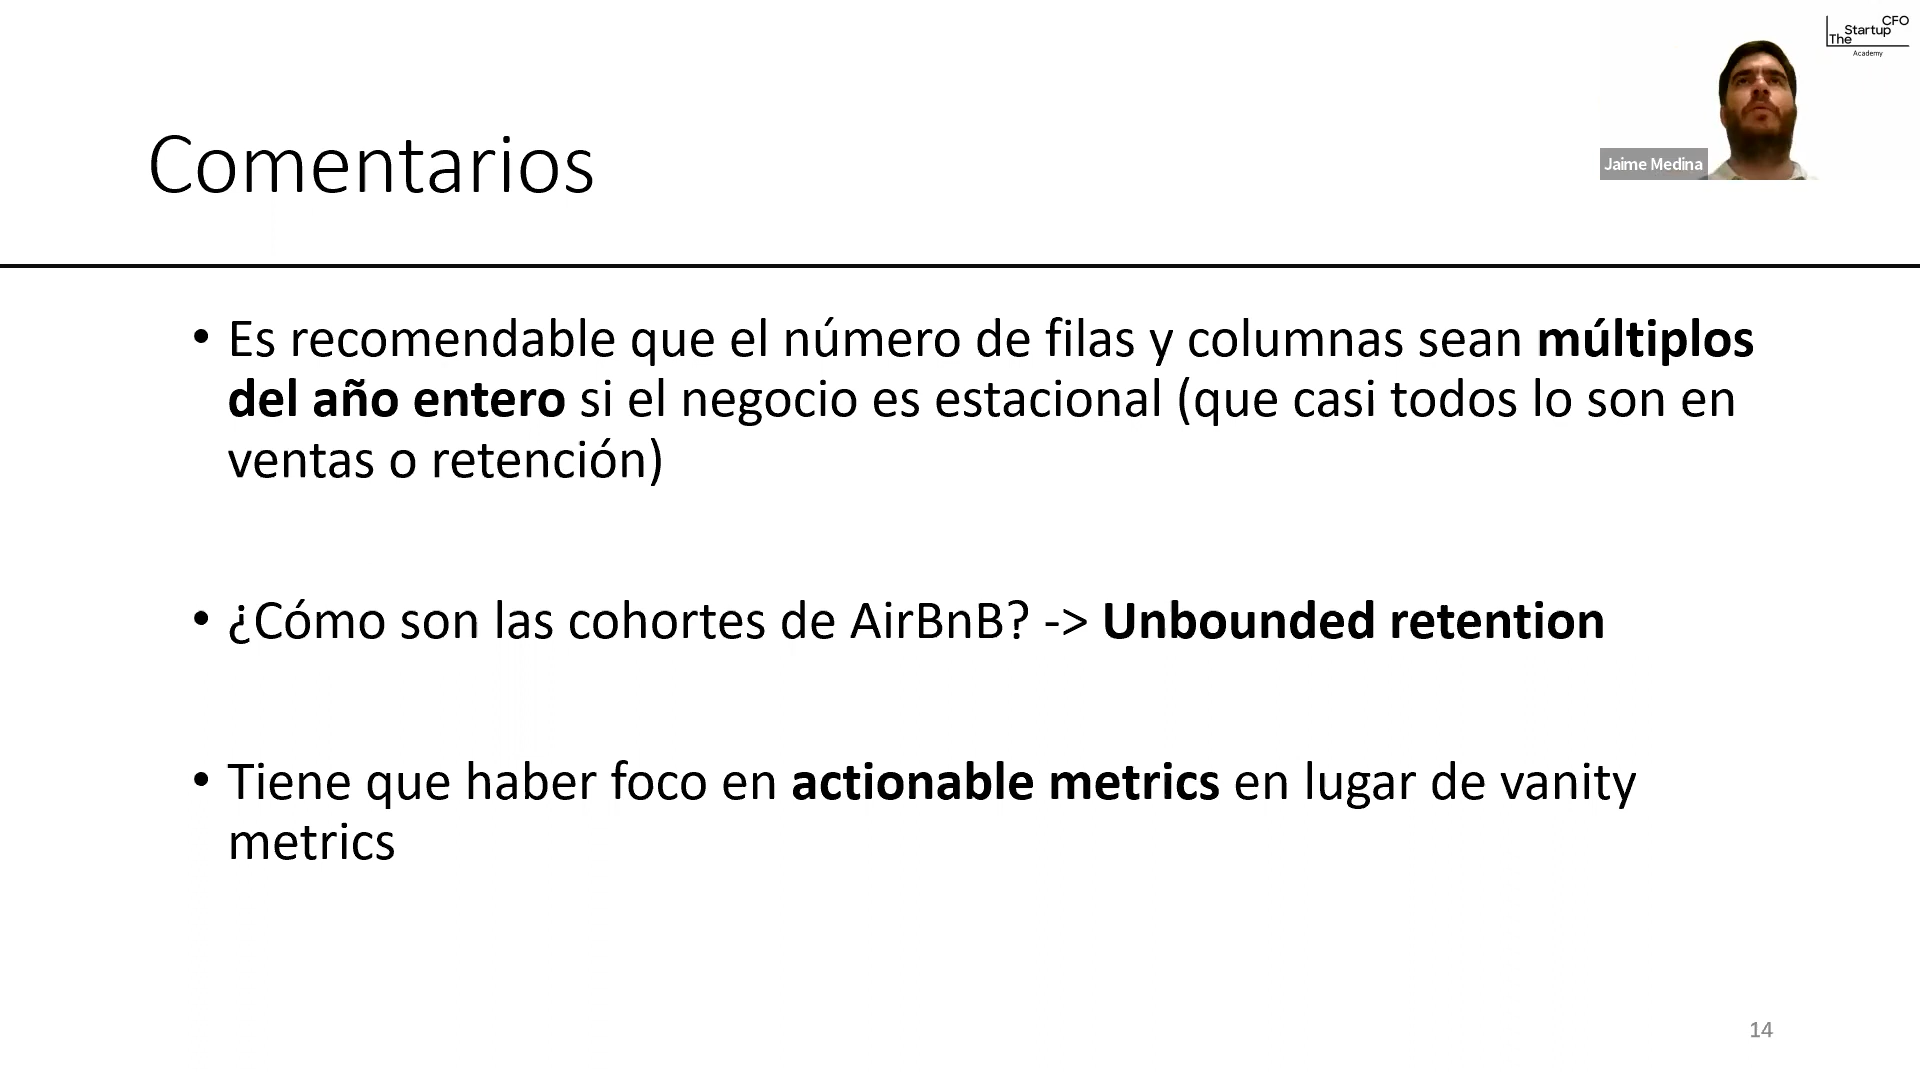 The Startup CFO
Academy
Jaime Medina
Comentarios
• Es recomendable que el número de filas y columnas sean múltiplos
del año entero si el negocio es estacional (que casi todos lo son en
ventas o retención)
• ¿Cómo son las cohortes de AirBnB? -> Unbounded retention
• Tiene que haber foco en actionable metrics en lugar de vanity
metrics
14